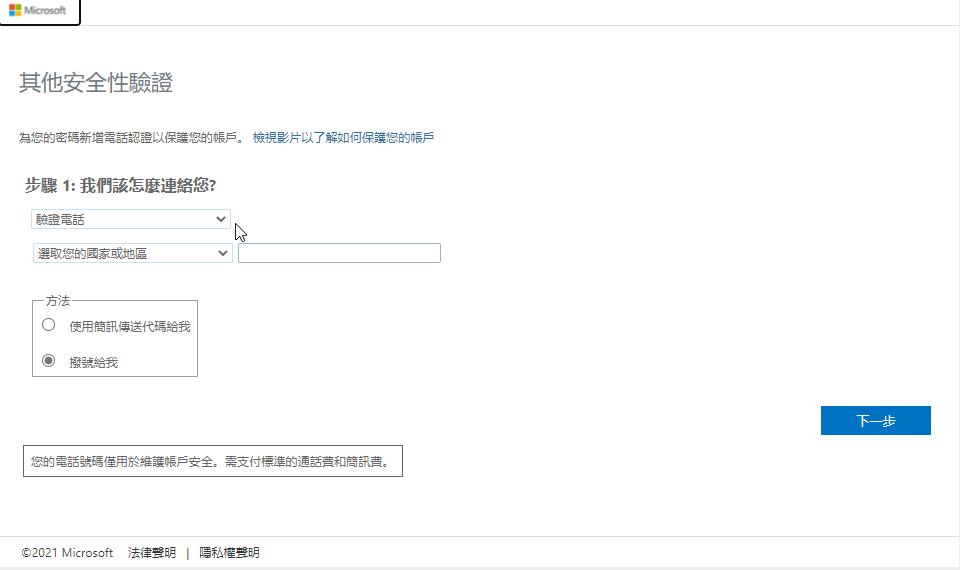 Microsoft
其他安全性驗證
為您的密碼新增電話認證以保護您的帳戶。 檢視影片以了解如何保護您的帳戶
步驟 1: 我們該怎麼連絡您?
驗證電話
選取您的國家或地區
方法
使用簡訊傳送代碼給我
撥號給我
下一步
您的電話號碼僅用於維護帳戶安全。需支付標準的通話費和簡訊費。
©2021 Microsoft 法律聲明 | 隱私權聲明